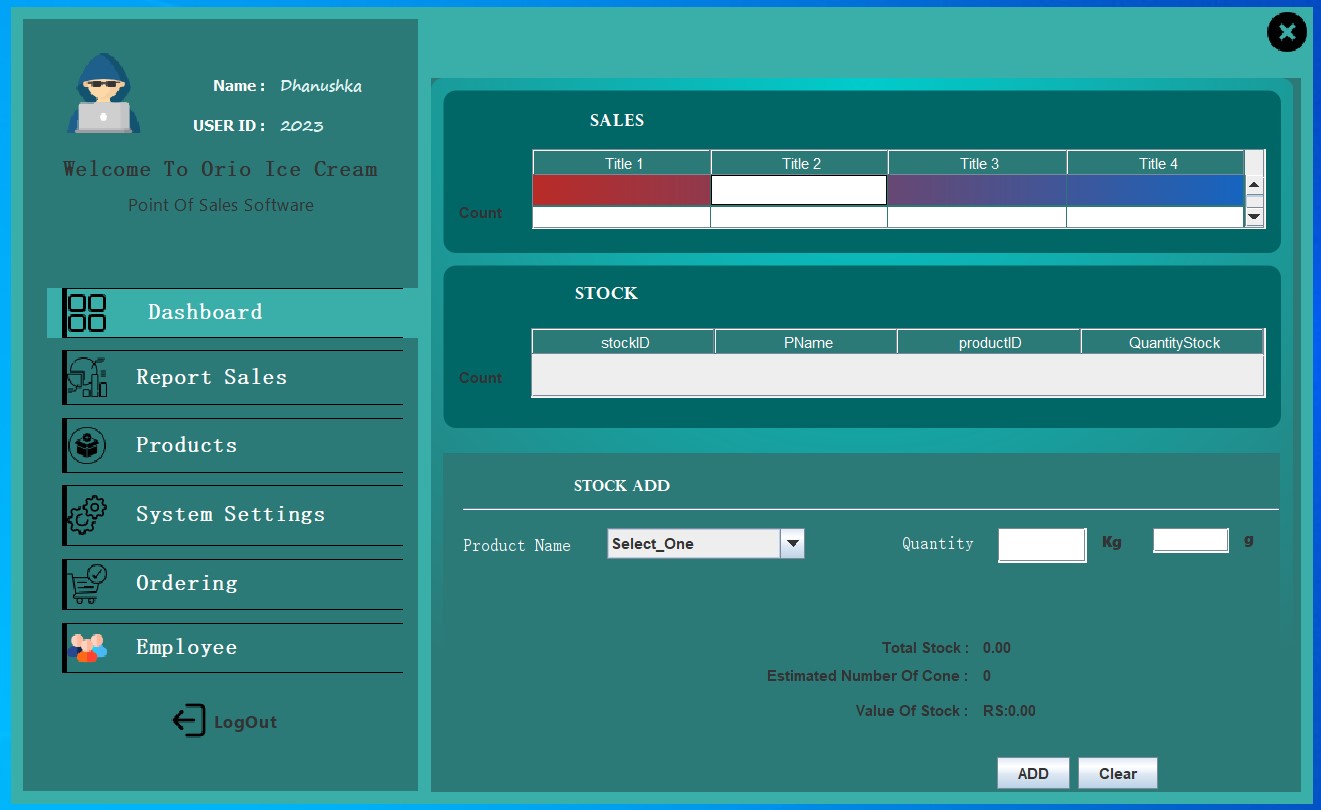 Name : Dhanushka
USER ID : 2023
Welcome To Orio Ice Cream
Point Of Sales Software
Dashboard
Report Sales
Products
System Settings
Ordering
Employee
LogOut
SALES
Title 1 Title 2 Title 3 Title 4
Count
STOCK
stockID PName productID QuantityStock
Count
STOCK ADD
Product Name Select_One Quantity Kg g
Total Stock : 0.00
Estimated Number Of Cone : 0
Value Of Stock : RS:0.00
ADD Clear